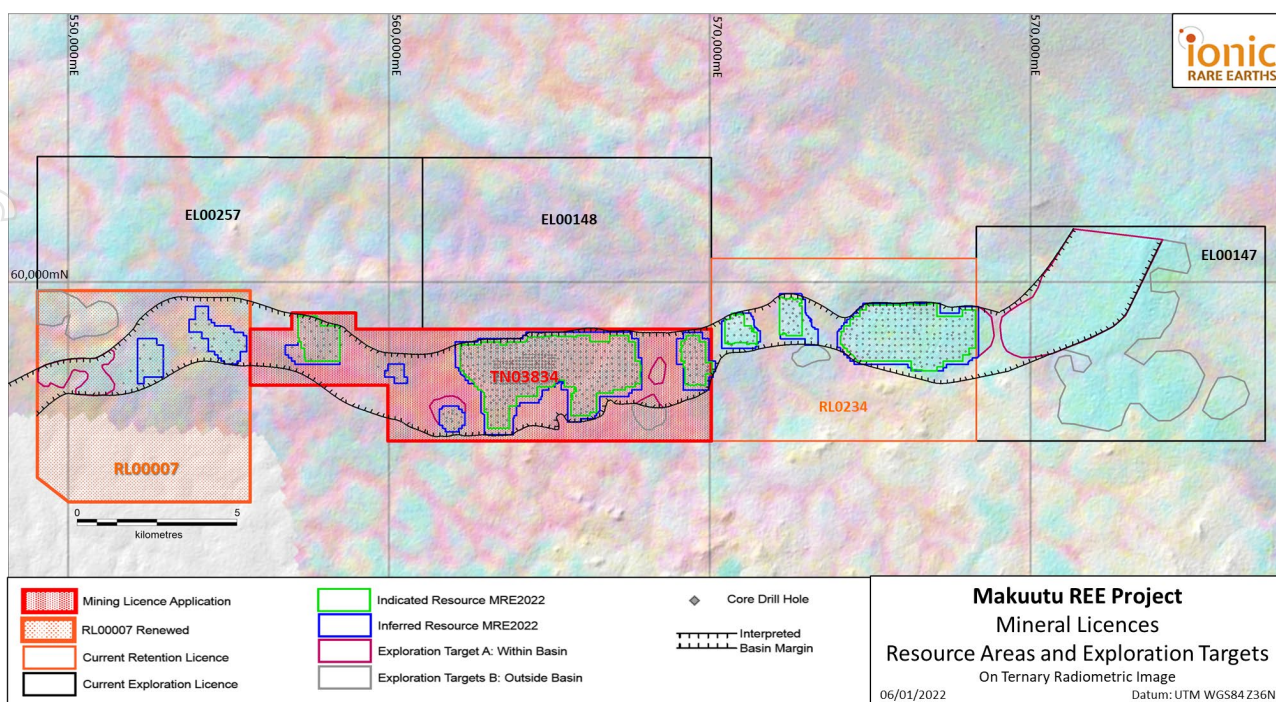 550,000mE
560,000mE
570,000mE
570,000mE
ionic
RARE EARTHS
EL00257
EL00148
EL00147
60,000mN
TN03834
RL0234
RL00007
0 5
kilometres
Mining Licence Application
RL00007 Renewed
Current Retention Licence
Current Exploration Licence
Indicated Resource MRE2022
Inferred Resource MRE2022
Exploration Target A: Within Basin
Exploration Targets B: Outside Basin
Core Drill Hole
Interpreted
Basin Margin
Makuutu REE Project
Mineral Licences
Resource Areas and Exploration Targets
On Ternary Radiometric Image
06/01/2022 Datum: UTM WGS84 Z36N